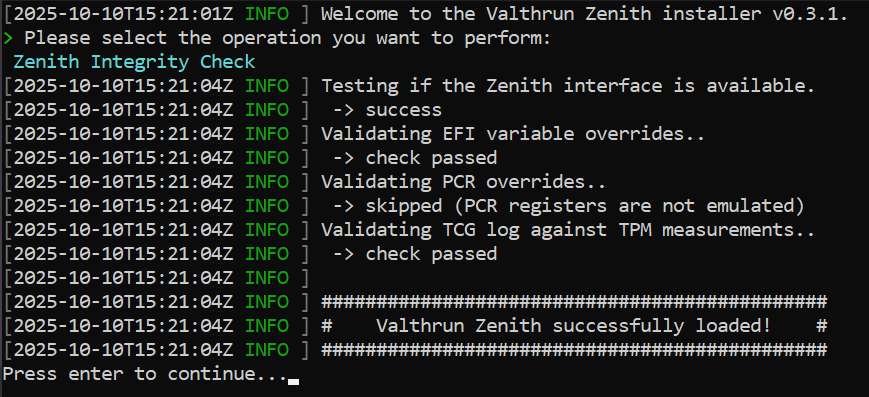 [2025-10-10T15:21:01Z INFO ] Welcome to the Valthrun Zenith installer v0.3.1.
> Please select the operation you want to perform:
Zenith Integrity Check
[2025-10-10T15:21:04Z INFO ] Testing if the Zenith interface is available.
[2025-10-10T15:21:04Z INFO ]  -> success
[2025-10-10T15:21:04Z INFO ] Validating EFI variable overrides..
[2025-10-10T15:21:04Z INFO ]  -> check passed
[2025-10-10T15:21:04Z INFO ] Validating PCR overrides..
[2025-10-10T15:21:04Z INFO ]  -> skipped (PCR registers are not emulated)
[2025-10-10T15:21:04Z INFO ] Validating TCG log against TPM measurements..
[2025-10-10T15:21:04Z INFO ]  -> check passed
[2025-10-10T15:21:04Z INFO ]
[2025-10-10T15:21:04Z INFO ] ##############################################
[2025-10-10T15:21:04Z INFO ] #    Valthrun Zenith successfully loaded!    #
[2025-10-10T15:21:04Z INFO ] ##############################################
Press enter to continue...